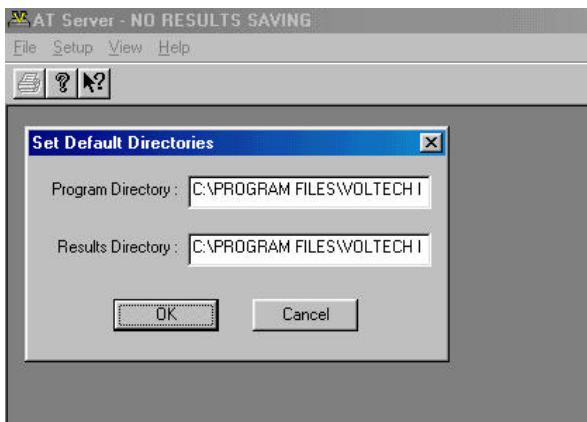 AT Server - NO RESULTS SAVING
File Setup View Help
Set Default Directories
Program Directory : C:\PROGRAM FILES\VOLTECH I
Results Directory : C:\PROGRAM FILES\VOLTECH I
OK Cancel